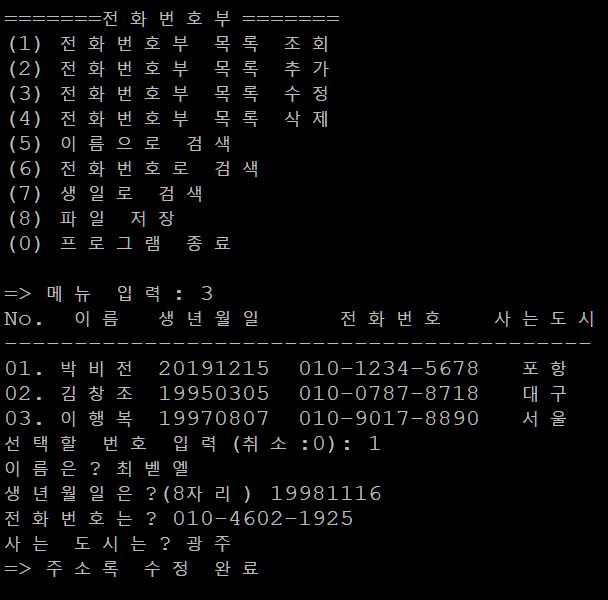 =======전화번호부=======
(1) 전화번호부 목록 조회
(2) 전화번호부 목록 추가
(3) 전화번호부 목록 수정
(4) 전화번호부 목록 삭제
(5) 이름으로 검색
(6) 전화번호로 검색
(7) 생일로 검색
(8) 파일 저장
(0) 프로그램 종료
=> 메뉴 입력 : 3
No. 이름 생년월일 전화번호 사는도시
------------------------------------------
01. 박비전 20191215 010-1234-5678 포항
02. 김창조 19950305 010-0787-8718 대구
03. 이행복 19970807 010-9017-8890 서울
선택할 번호 입력 (취소:0): 1
이름은? 최벧엘
생년월일은?(8자리) 19981116
전화번호는? 010-4602-1925
사는 도시는? 광주
=> 주소록 수정 완료